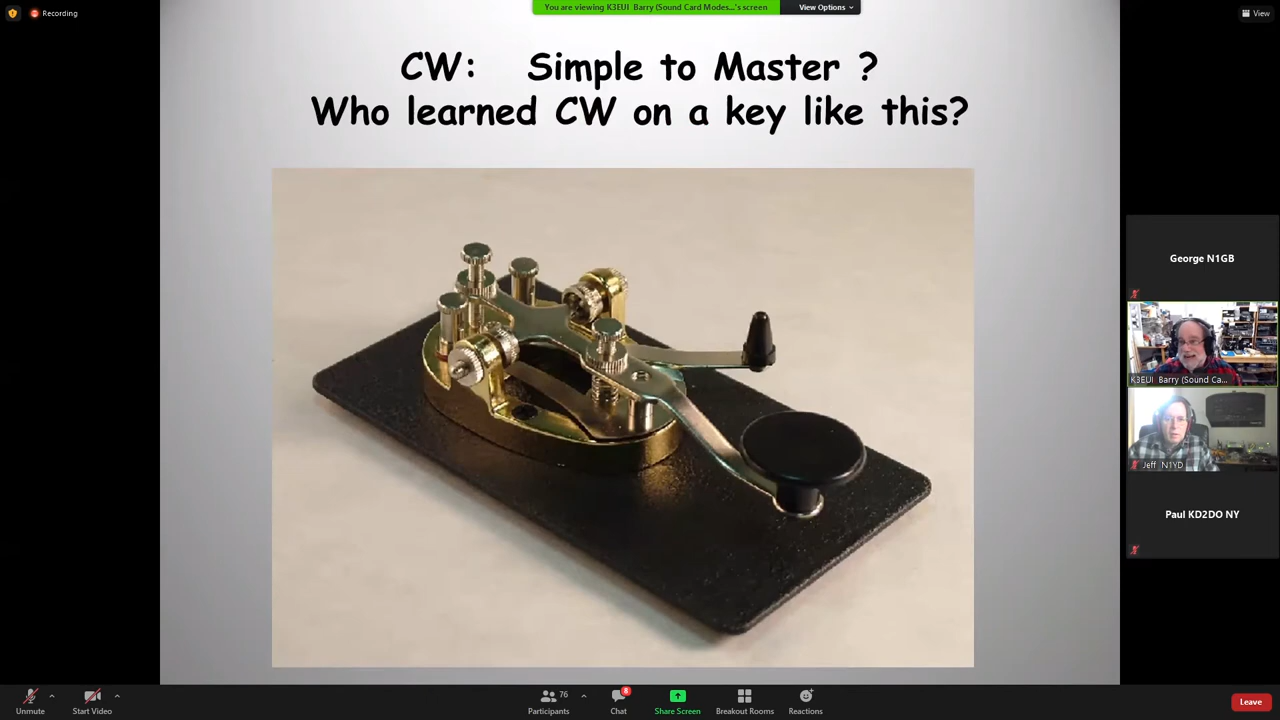 Recording
You are viewing K3EUI Barry (Sound Card Modes...'s screen
View Options
View
CW: Simple to Master ?
Who learned CW on a key like this?
George N1GB
K3EUI Barry (Sound Ca...
Jeff N1YD
Paul KD2DO NY
Unmute
Start Video
Participants
76
Chat
8
Share Screen
Breakout Rooms
Reactions
Leave